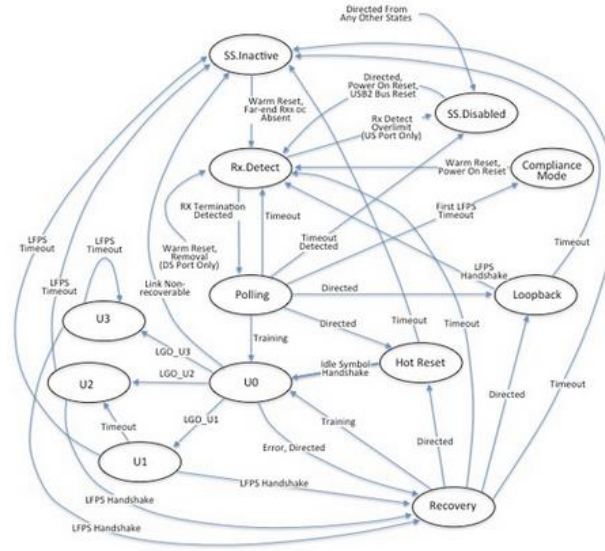 Directed From
Any Other States
SS.Inactive
Directed,
Power On Reset,
USB2 Bus Reset
Warm Reset,
Far-end RRX-DC
Absent
SS.Disabled
Rx Detect
Overlimit
(US Port Only)
Rx.Detect
Warm Reset,
Power On Reset
Compliance
Mode
LFPS
Timeout
LFPS
Timeout
RX Termination
Detected
Timeout
First LFPS
Timeout
Warm Reset,
Removal
(DS Port Only)
Timeout
Detected
Timeout
LFPS
Timeout
Link Non-
recoverable
LFPS
Handshake
Polling
Directed
Loopback
U3
Training
Directed
Timeout
Timeout
LGO_U3
Idle Symbol
Handshake
Hot Reset
U2
LGO_U2
U0
Timeout
Directed
LGO_U1
Timeout
Training
Error, Directed
Directed
U1
LFPS Handshake
LFPS Handshake
Recovery
LFPS Handshake